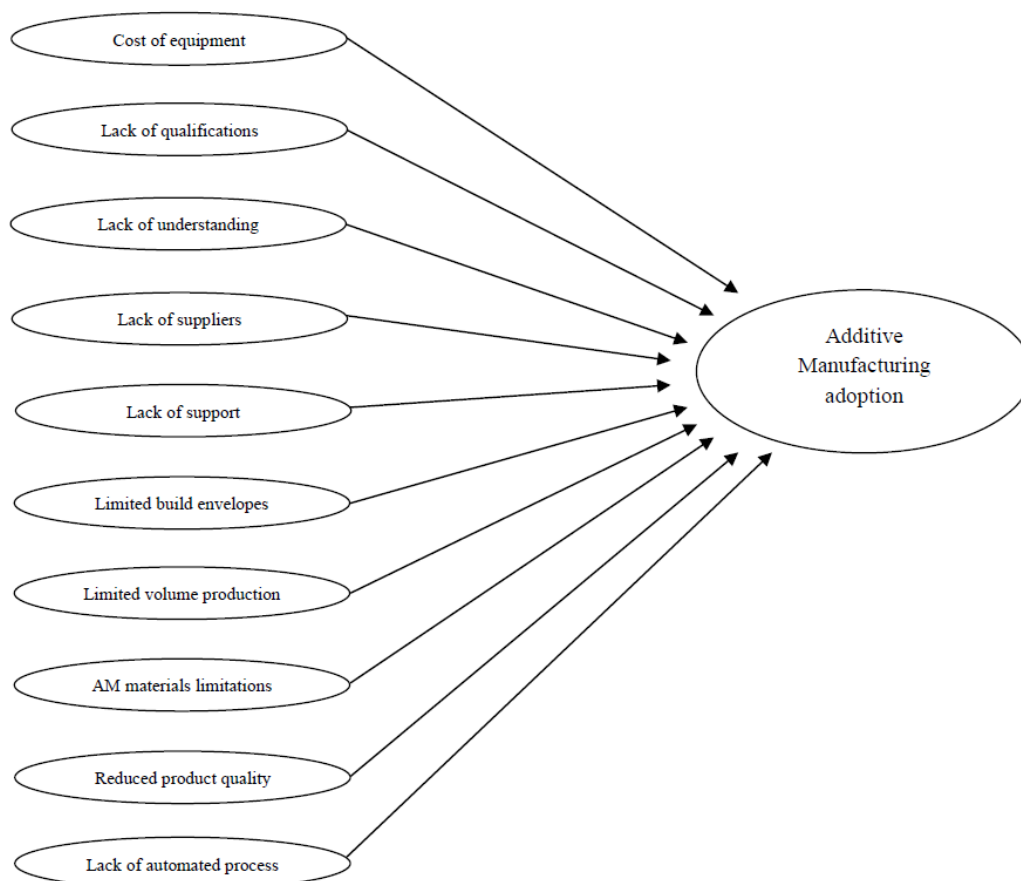 Cost of equipment
Lack of qualifications
Lack of understanding
Lack of suppliers
Lack of support
Limited build envelopes
Limited volume production
AM materials limitations
Reduced product quality
Lack of automated process
Additive
Manufacturing
adoption